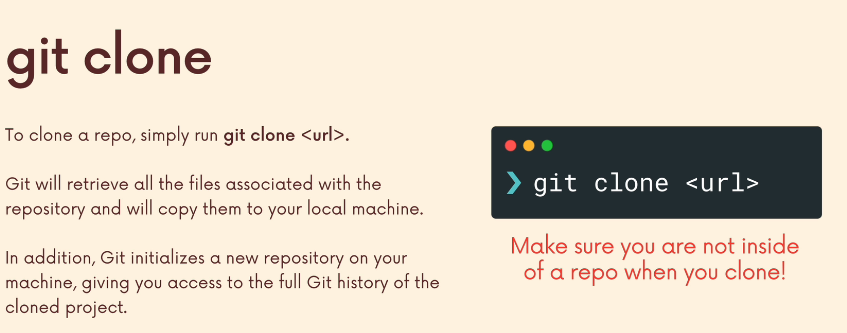 git clone
To clone a repo, simply run git clone <url>.
Git will retrieve all the files associated with the
repository and will copy them to your local machine.
In addition, Git initializes a new repository on your
machine, giving you access to the full Git history of the
cloned project.
❯ git clone <url>
Make sure you are not inside
of a repo when you clone!